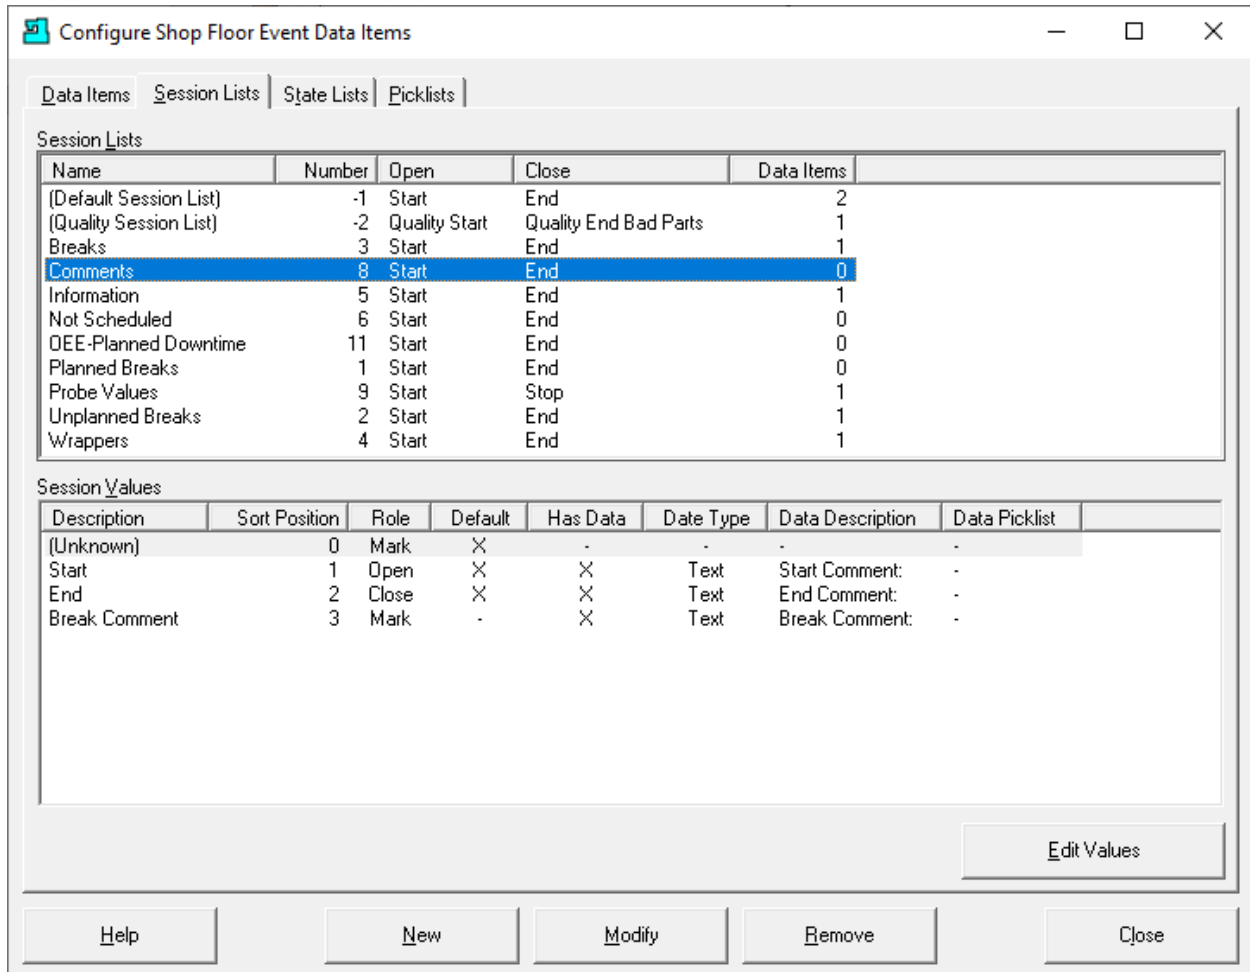 Configure Shop Floor Event Data Items
Data Items Session Lists State Lists Picklists
Session Lists
Name Number Open Close Data Items
(Default Session List) -1 Start End 2
(Quality Session List) -2 Quality Start Quality End Bad Parts 1
Breaks 3 Start End 1
Comments 8 Start End 0
Information 5 Start End 1
Not Scheduled 6 Start End 0
OEE-Planned Downtime 11 Start End 0
Planned Breaks 1 Start End 0
Probe Values 9 Start Stop 1
Unplanned Breaks 2 Start End 1
Wrappers 4 Start End 1
Session Values
Description Sort Position Role Default Has Data Date Type Data Description Data Picklist
(Unknown) 0 Mark X - - - -
Start 1 Open X X Text Start Comment: -
End 2 Close X X Text End Comment: -
Break Comment 3 Mark - X Text Break Comment: -
Edit Values
Help New Modify Remove Close